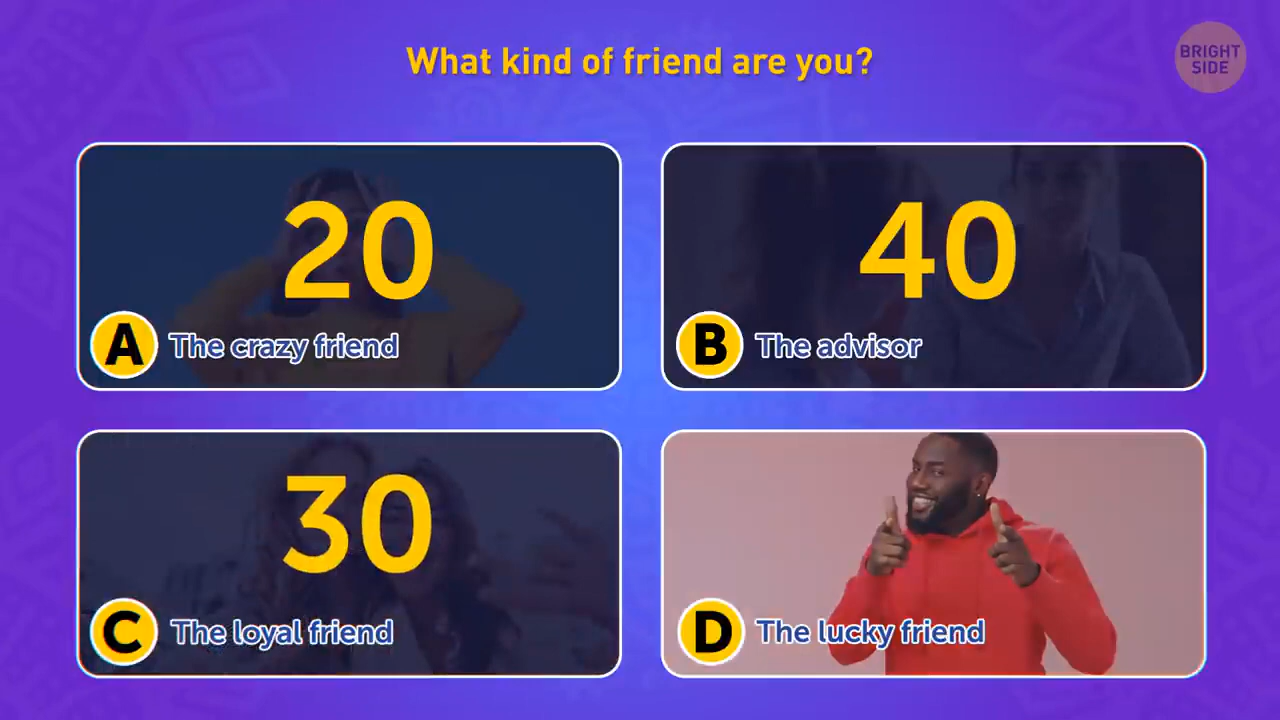 What kind of friend are you?
BRIGHT
SIDE
20
A The crazy friend
40
B The advisor
30
C The loyal friend
D The lucky friend